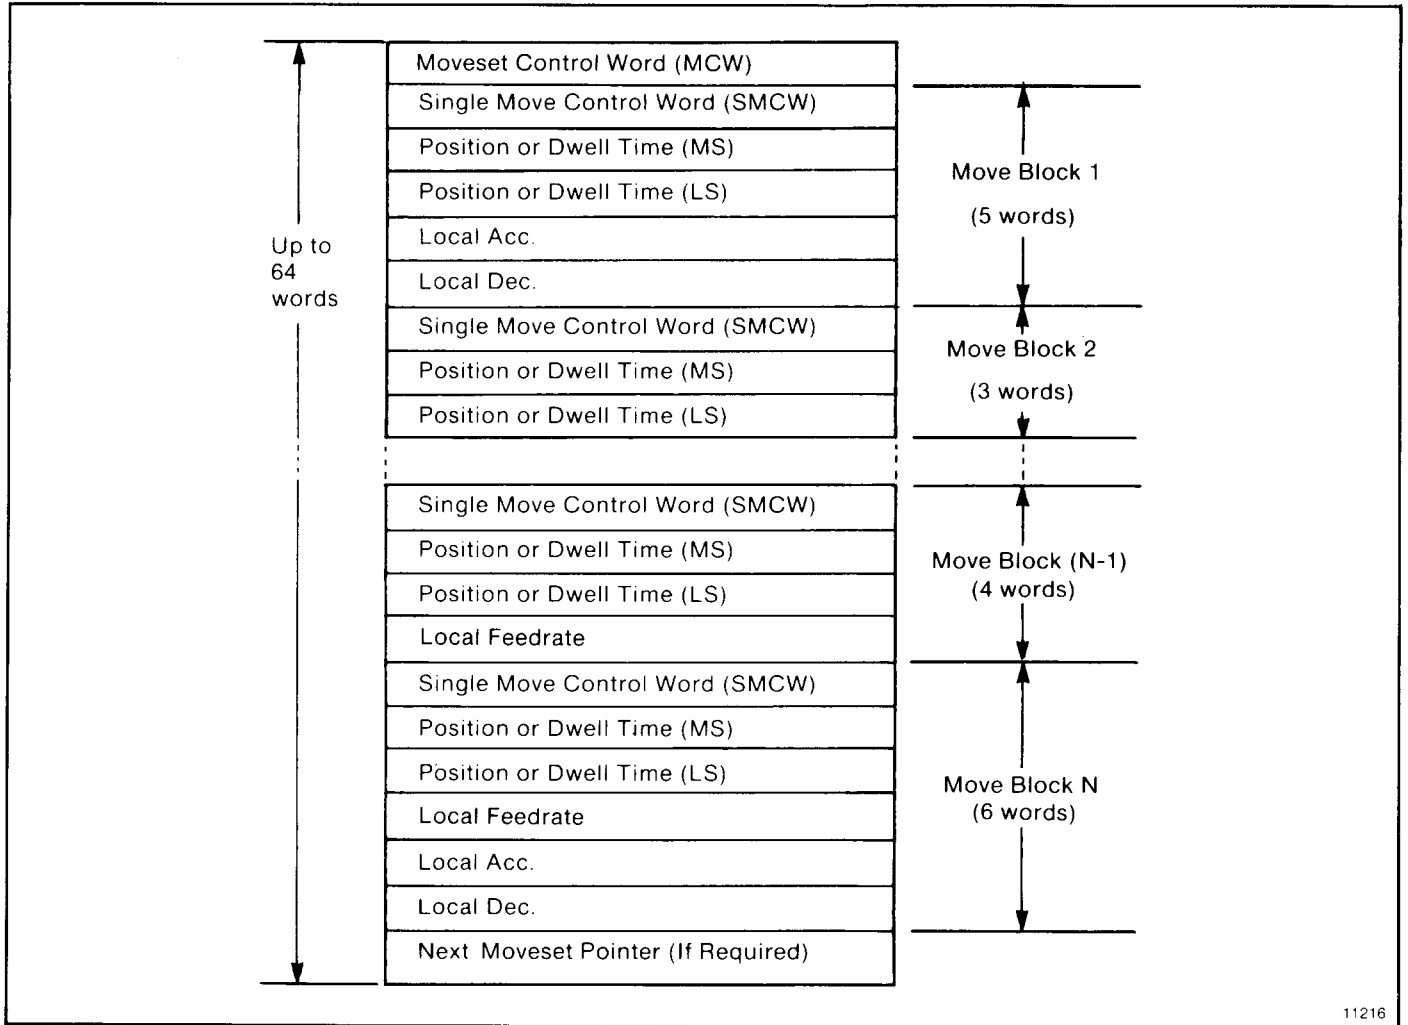 Moveset Control Word (MCW)
Single Move Control Word (SMCW)
Position or Dwell Time (MS)
Position or Dwell Time (LS)
Local Acc.
Local Dec.
Single Move Control Word (SMCW)
Position or Dwell Time (MS)
Position or Dwell Time (LS)
Single Move Control Word (SMCW)
Position or Dwell Time (MS)
Position or Dwell Time (LS)
Local Feedrate
Single Move Control Word (SMCW)
Position or Dwell Time (MS)
Position or Dwell Time (LS)
Local Feedrate
Local Acc.
Local Dec.
Next Moveset Pointer (If Required)
Up to
64
words
Move Block 1
(5 words)
Move Block 2
(3 words)
Move Block (N-1)
(4 words)
Move Block N
(6 words)
11216